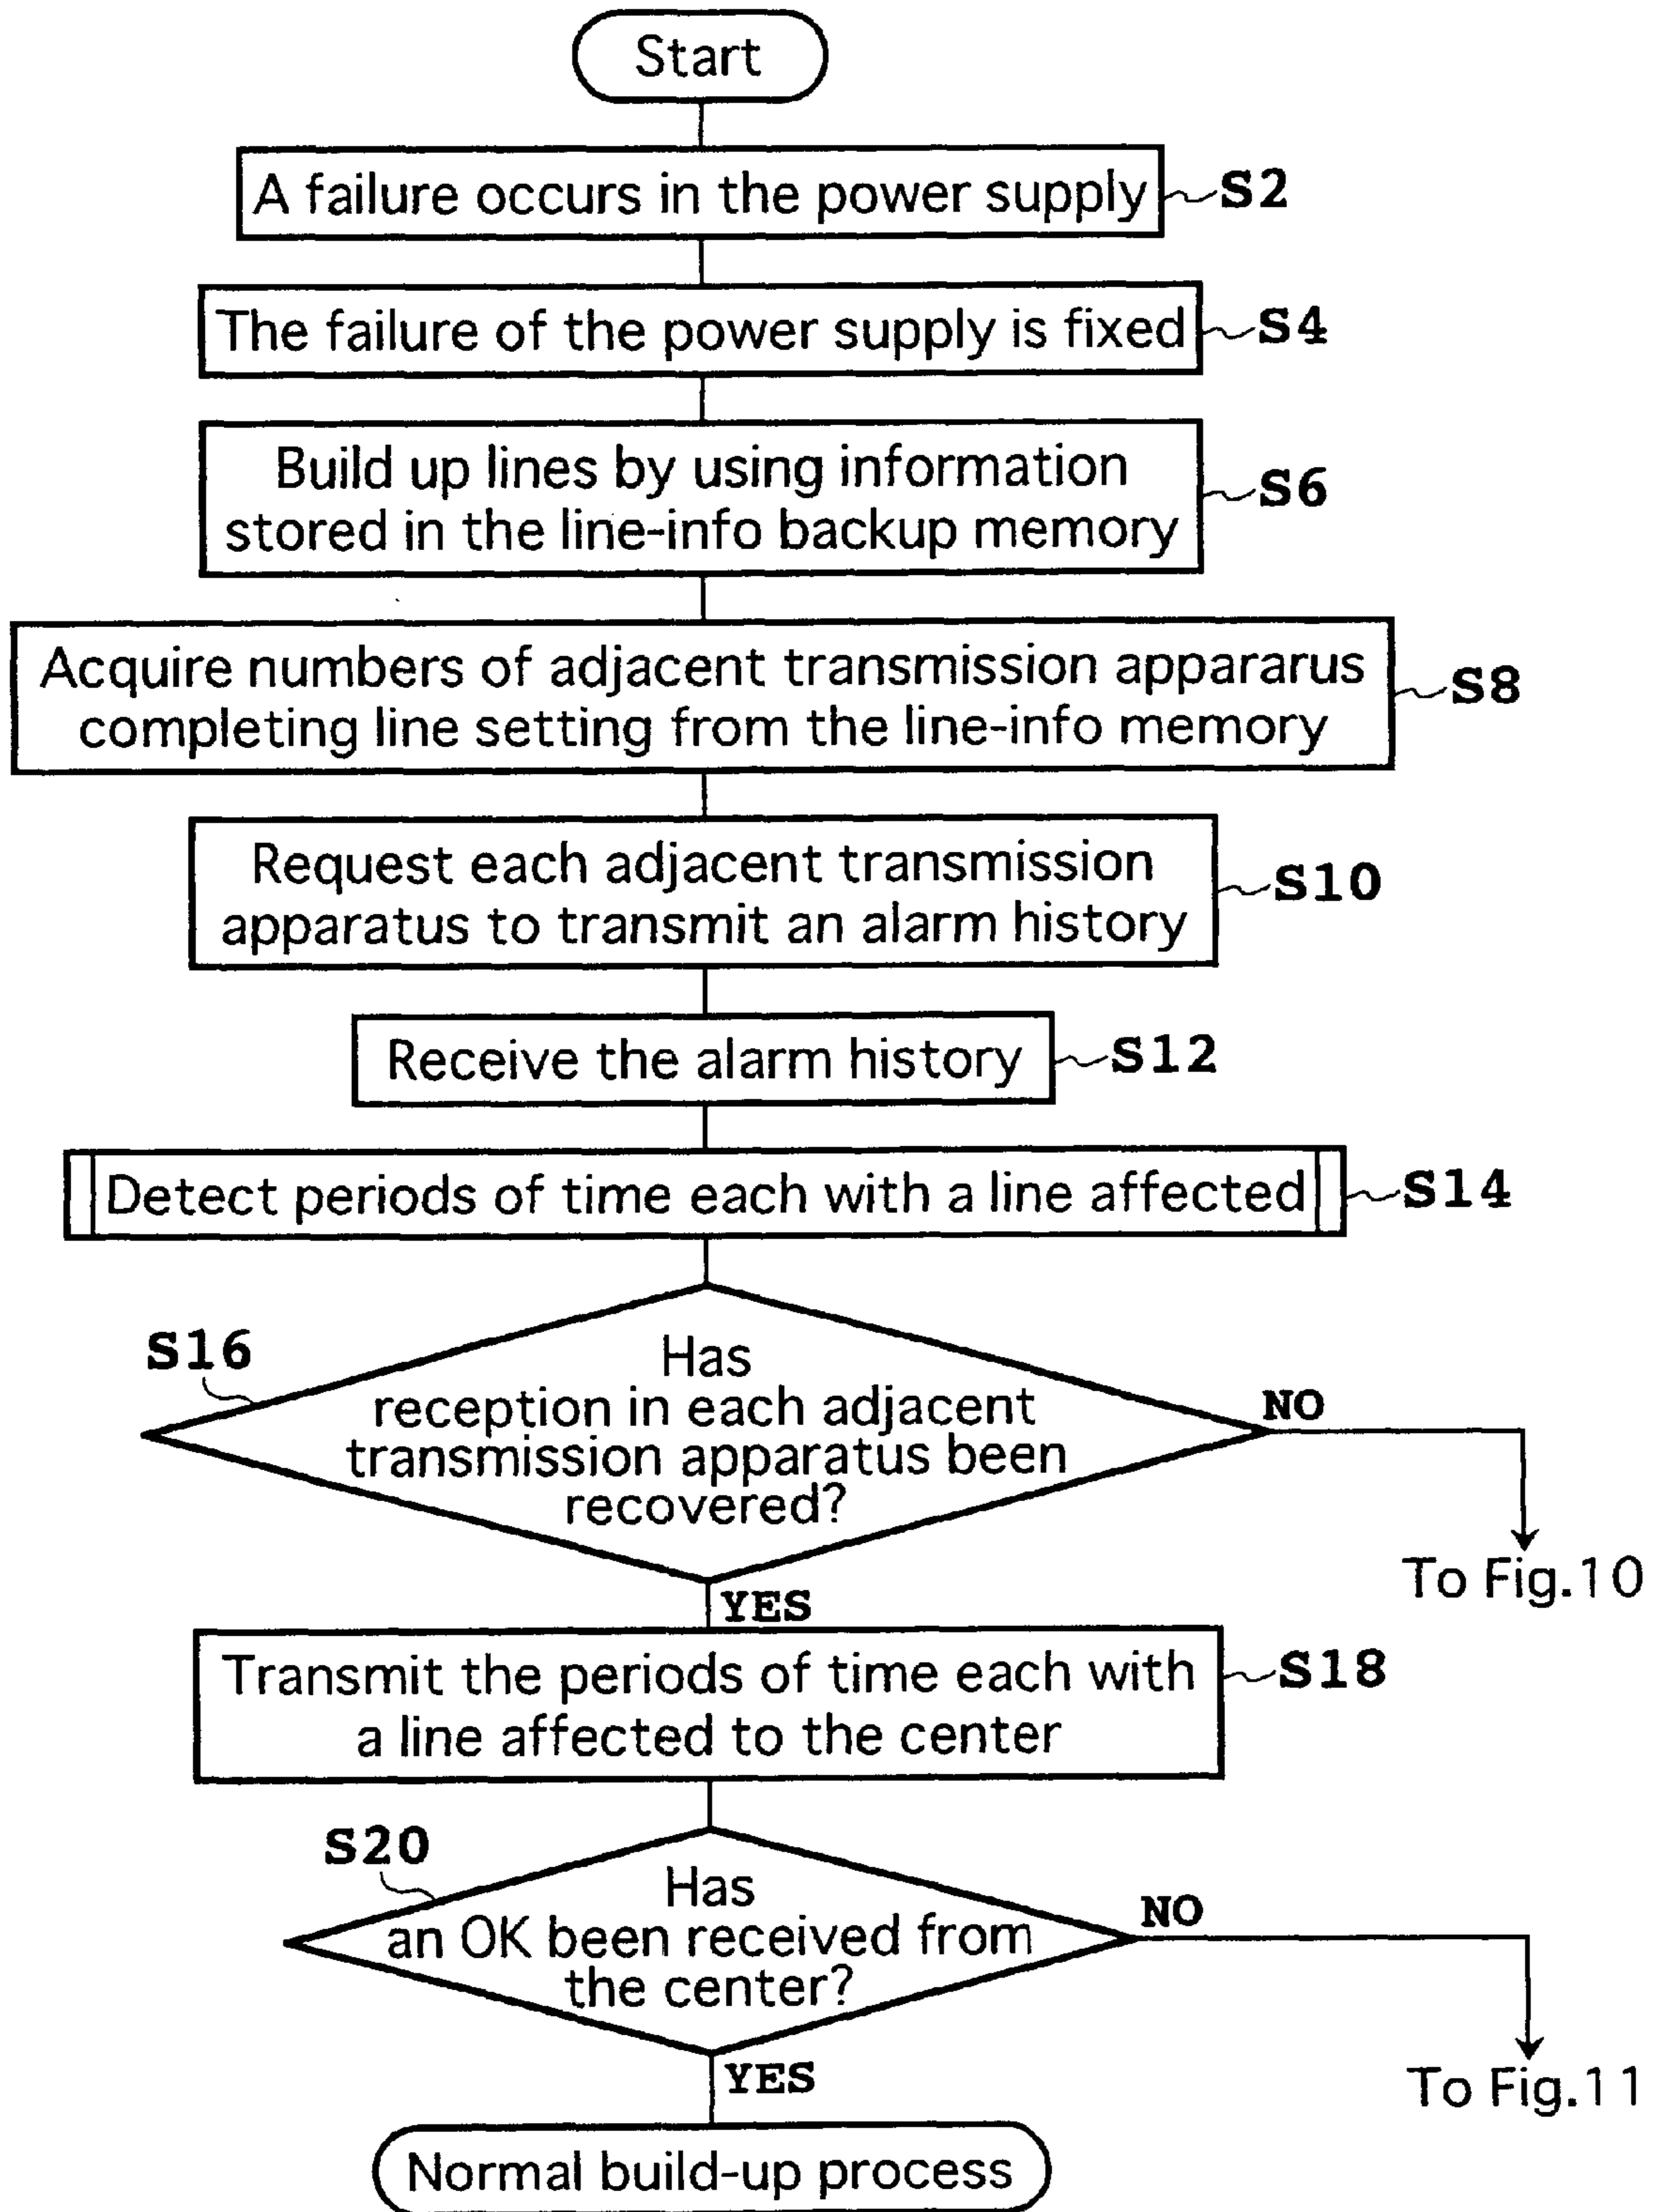 Start
A failure occurs in the power supply
S2
The failure of the power supply is fixed
S4
Build up lines by using information
stored in the line-info backup memory
S6
Acquire numbers of adjacent transmission appararus
completing line setting from the line-info memory
S8
Request each adjacent transmission
apparatus to transmit an alarm history
S10
Receive the alarm history
S12
Detect periods of time each with a line affected
S14
S16
Has
reception in each adjacent
transmission apparatus been
recovered?
NO
To Fig.10
YES
Transmit the periods of time each with
a line affected to the center
S18
S20
Has
an OK been received from
the center?
NO
To Fig.11
YES
Normal build-up process